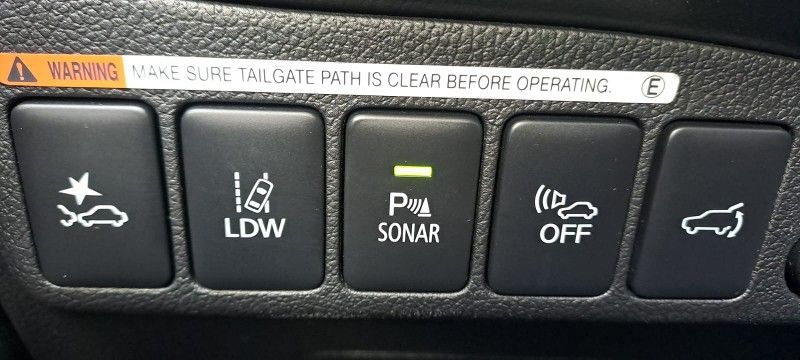 WARNING MAKE SURE TAILGATE PATH IS CLEAR BEFORE OPERATING. E
LDW
P
SONAR
OFF